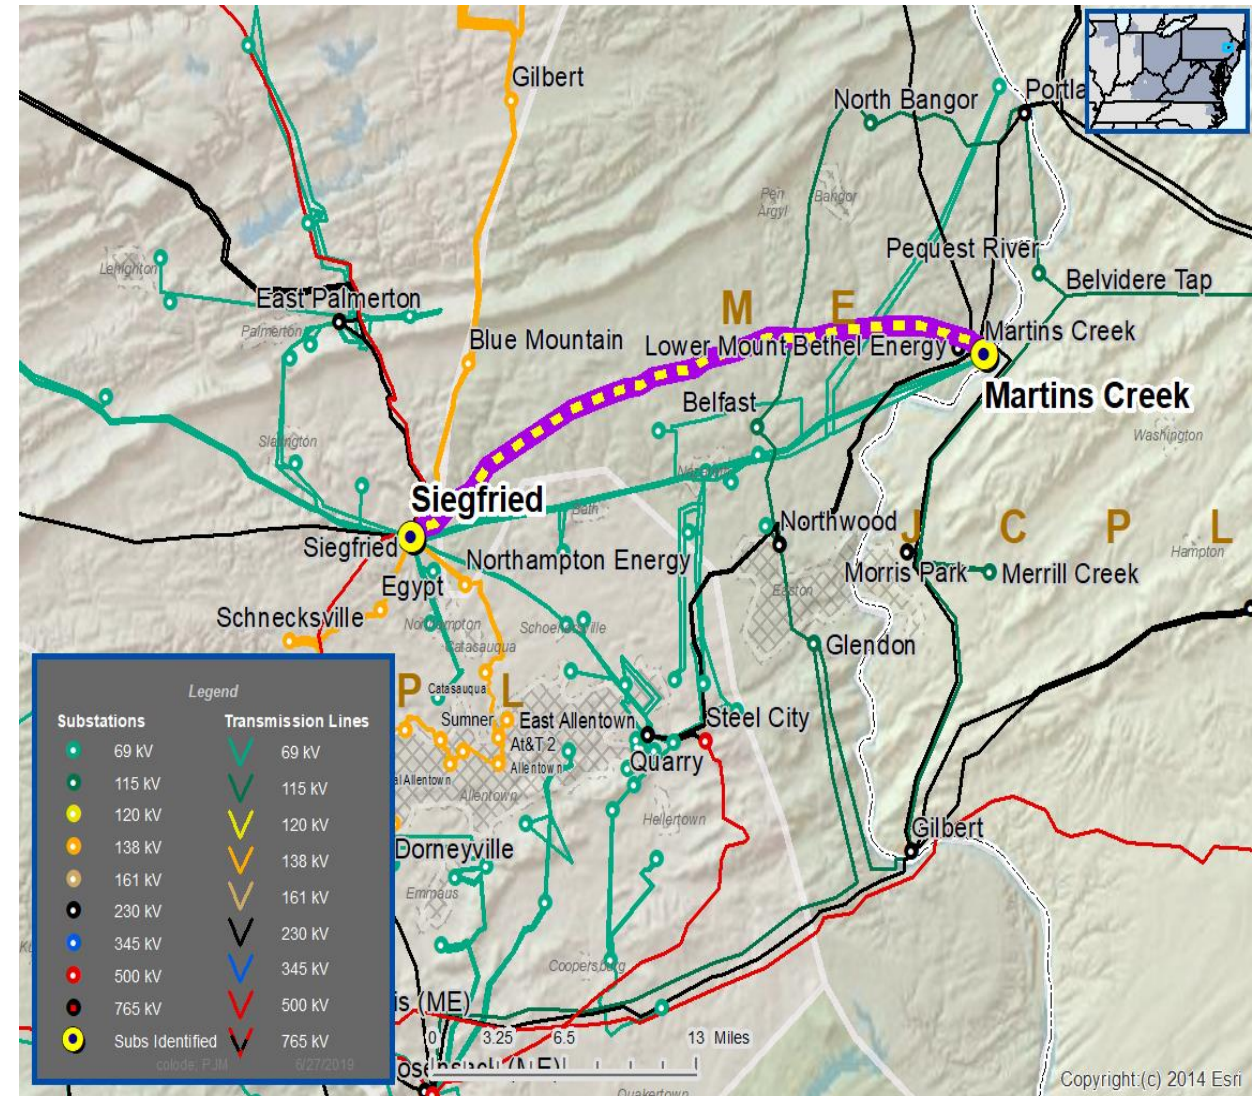 Gilbert
North Bangor
Portla
Pen
Argyl
Bangor
Pequest River
Lehighton
Belvidere Tap
East Palmerton
M E
Palmerton
Blue Mountain
Martins Creek
Lower Mount Bethel Energy
Martins Creek
Belfast
Slatington
Washington
Siegfried
Bath
Northwood
J C P L
Siegfried
Northampton Energy
Hampton
Egypt
Morris Park
Merrill Creek
Easton
Schnecksville
Northampton
Schoenersville
Catasauqua
Glendon
P L
Catasauqua
Sumner
East Allentown
Steel City
At&T 2
Allentown
Quarry
al Allentown
Allentown
Hellertown
Gilbert
Dorneyville
Emmaus
Coopersburg
is (ME)
osensack (ME)
Quakertown
Legend
Substations Transmission Lines
69 kV 69 kV
115 kV 115 kV
120 kV 120 kV
138 kV 138 kV
161 kV 161 kV
230 kV 230 kV
345 kV 345 kV
500 kV 500 kV
765 kV 765 kV
Subs Identified
colode, PJM 6/27/2019
0 3.25 6.5 13 Miles
Copyright:(c) 2014 Esri